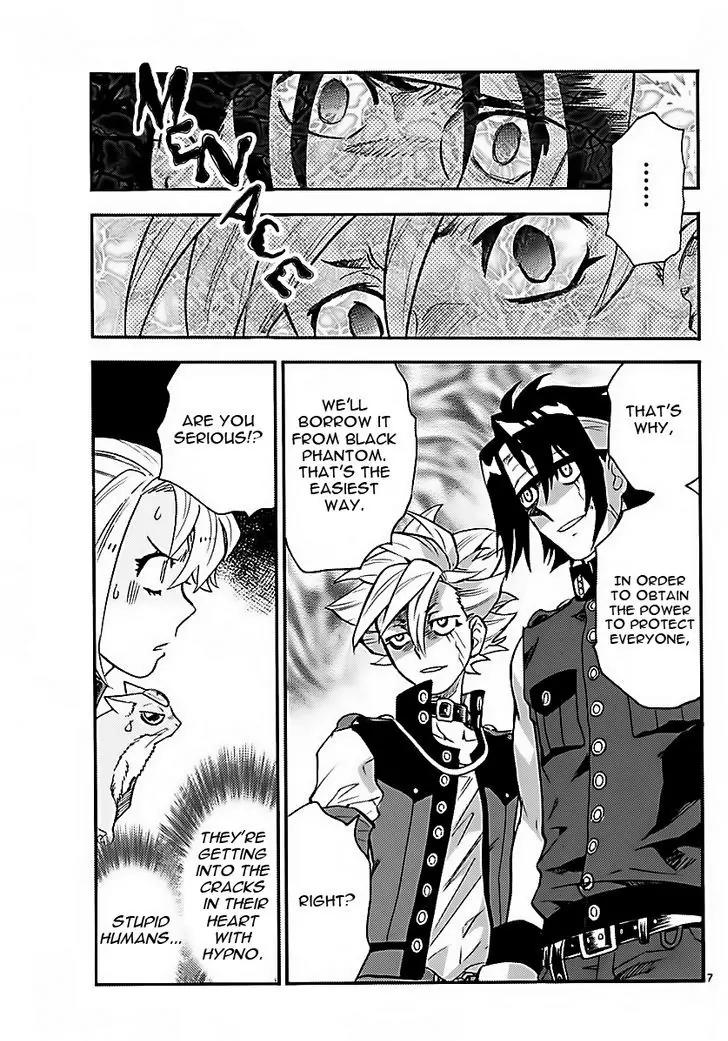 MENACE
......
THAT'S
WHY,
IN ORDER
TO OBTAIN
THE POWER
TO PROTECT
EVERYONE,
WE'LL
BORROW IT
FROM BLACK
PHANTOM.
THAT'S THE
EASIEST
WAY.
RIGHT?
ARE YOU
SERIOUS!?
THEY'RE
GETTING
INTO THE
CRACKS
IN THEIR
HEART
WITH
HYPNO.
STUPID
HUMANS...
7